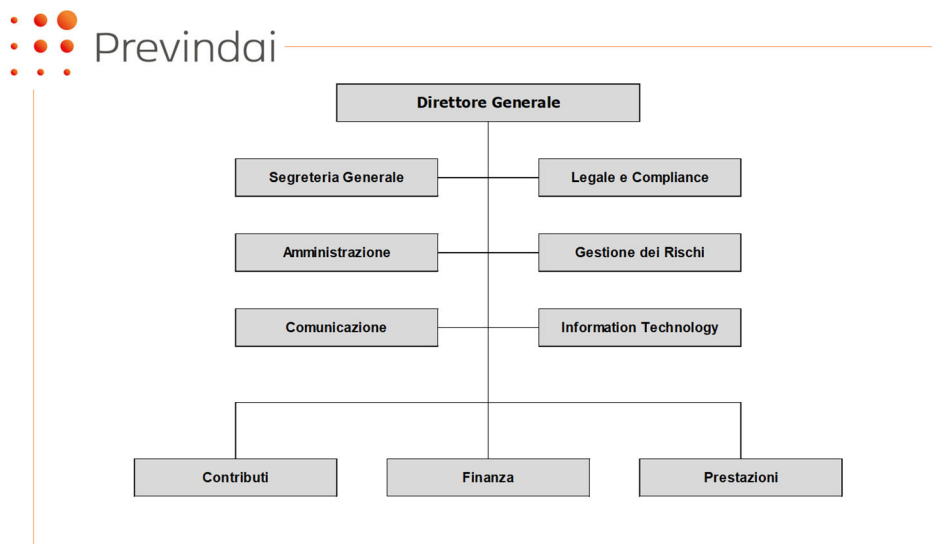 Previndai
Direttore Generale
Segreteria Generale
Legale e Compliance
Amministrazione
Gestione dei Rischi
Comunicazione
Information Technology
Contributi
Finanza
Prestazioni